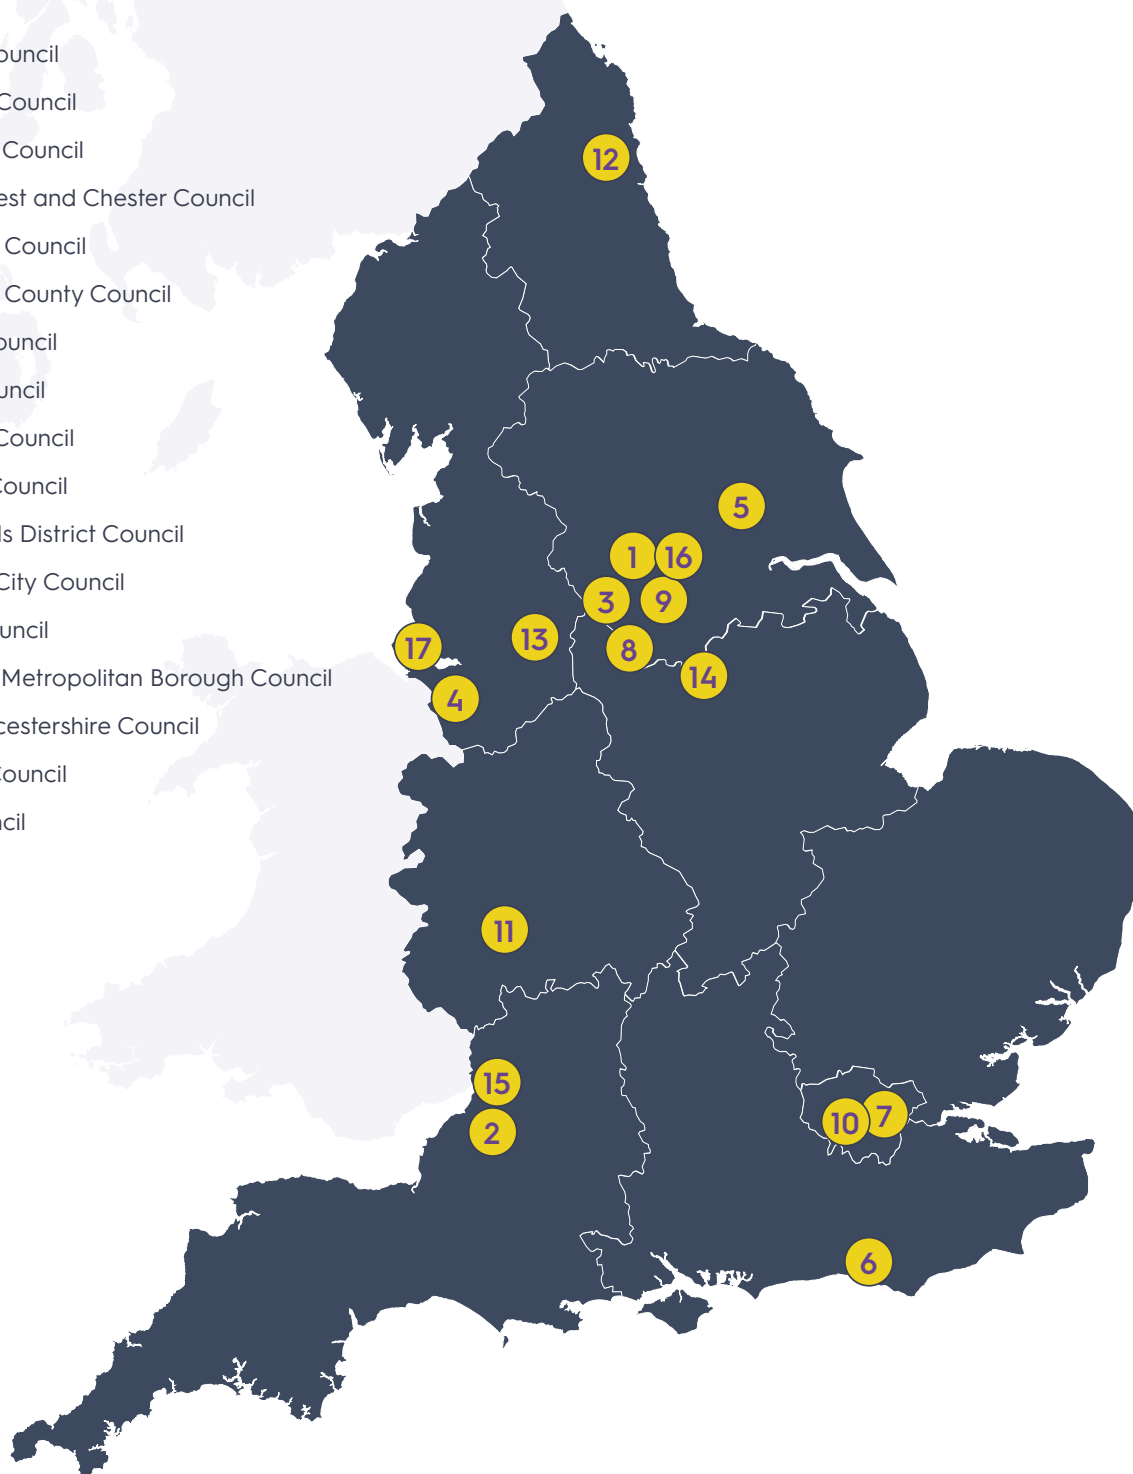 ouncil
Council
Council
est and Chester Council
Council
County Council
ouncil
uncil
Council
Council
ls District Council
City Council
uncil
Metropolitan Borough Council
cestershire Council
Council
cil
12
5
1 16
3 9
13
17
8
14
4
11
15
10 7
2
6